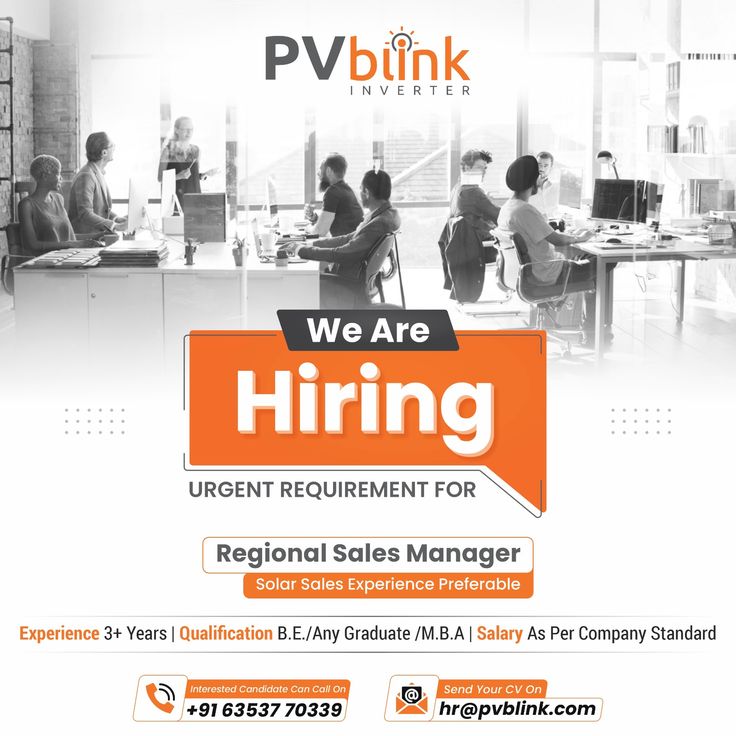 PVblink
INVERTER
We Are
Hiring
URGENT REQUIREMENT FOR
Regional Sales Manager
Solar Sales Experience Preferable
Experience 3+ Years | Qualification B.E./Any Graduate /M.B.A | Salary As Per Company Standard
Interested Candidate Can Call On
+91 63537 70339
Send Your CV On
hr@pvblink.com